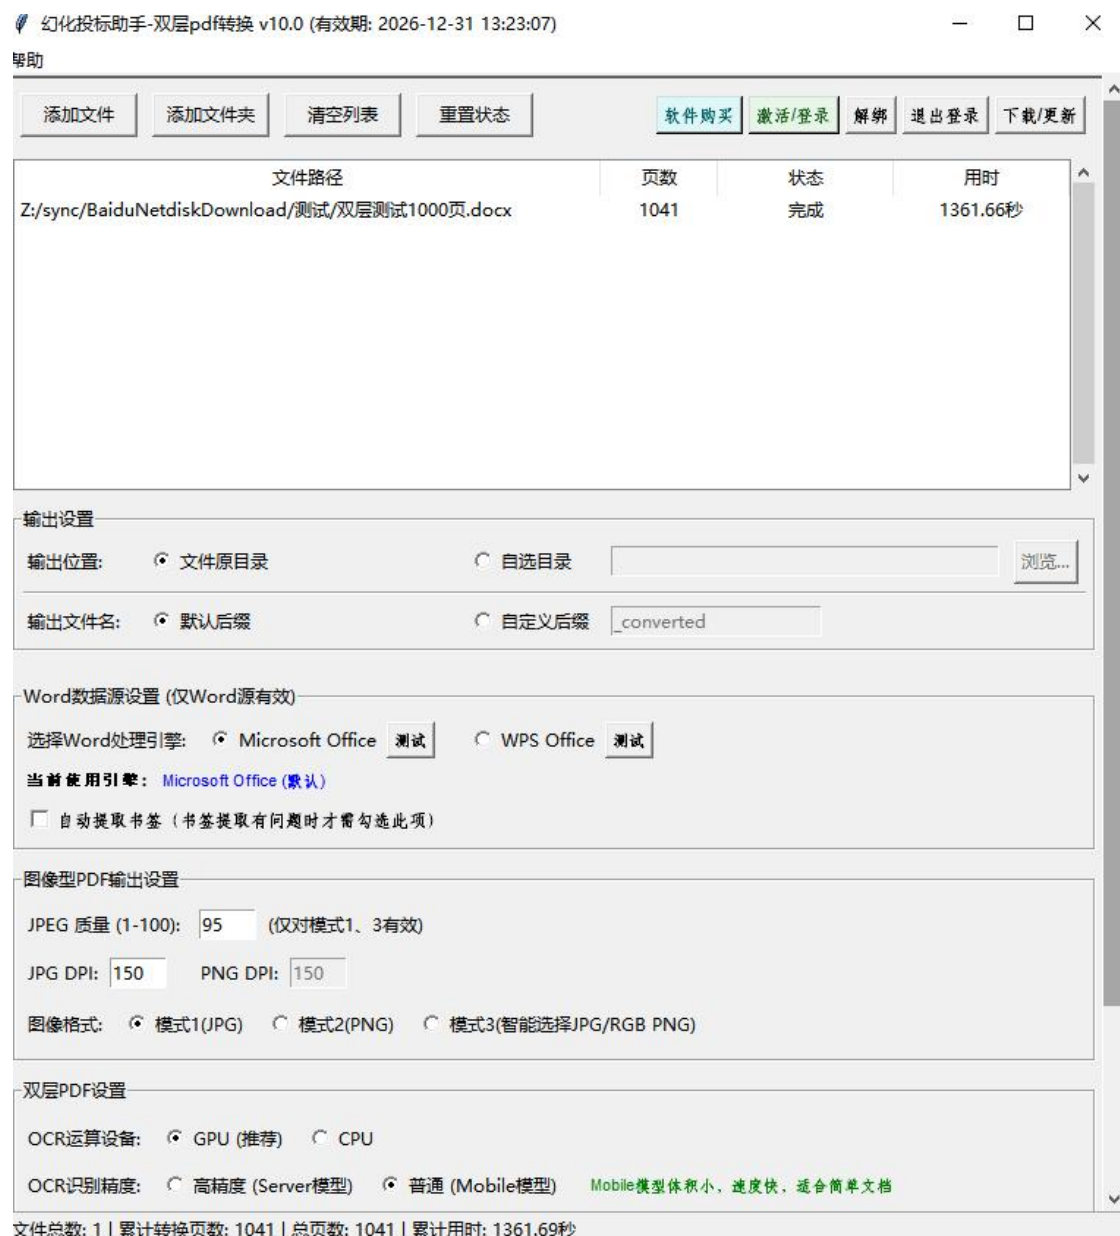 幻化投标助手-双层pdf转换 v10.0 (有效期: 2026-12-31 13:23:07)
帮助
添加文件 添加文件夹 清空列表 重置状态 软件购买 激活/登录 解绑 退出登录 下载/更新
文件路径 页数 状态 用时
Z:/sync/BaiduNetdiskDownload/测试/双层测试1000页.docx 1041 完成 1361.66秒
输出设置
输出位置: 文件原目录 自选目录 浏览...
输出文件名: 默认后缀 自定义后缀 _converted
Word数据源设置 (仅Word源有效)
选择Word处理引擎: Microsoft Office 测试 WPS Office 测试
当前使用引擎: Microsoft Office (默认)
自动提取书签（书签提取有问题时才需勾选此项）
图像型PDF输出设置
JPEG 质量 (1-100): 95 (仅对模式1、3有效)
JPG DPI: 150 PNG DPI: 150
图像格式: 模式1(JPG) 模式2(PNG) 模式3(智能选择JPG/RGB PNG)
双层PDF设置
OCR运算设备: GPU (推荐) CPU
OCR识别精度: 高精度 (Server模型) 普通 (Mobile模型) Mobile模型体积小，速度快，适合简单文档
文件总数: 1 | 累计转换页数: 1041 | 总页数: 1041 | 累计用时: 1361.69秒